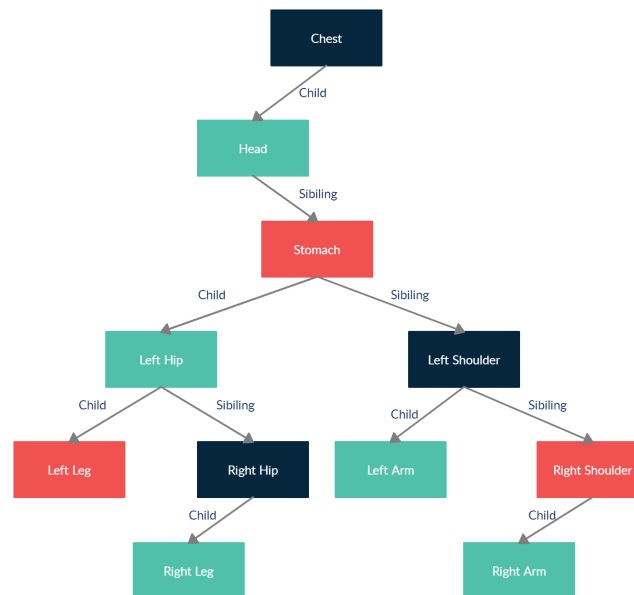 Chest
Child
Head
Sibiling
Stomach
Child
Sibiling
Left Hip
Left Shoulder
Child
Sibiling
Child
Sibiling
Left Leg
Right Hip
Left Arm
Right Shoulder
Child
Child
Right Leg
Right Arm